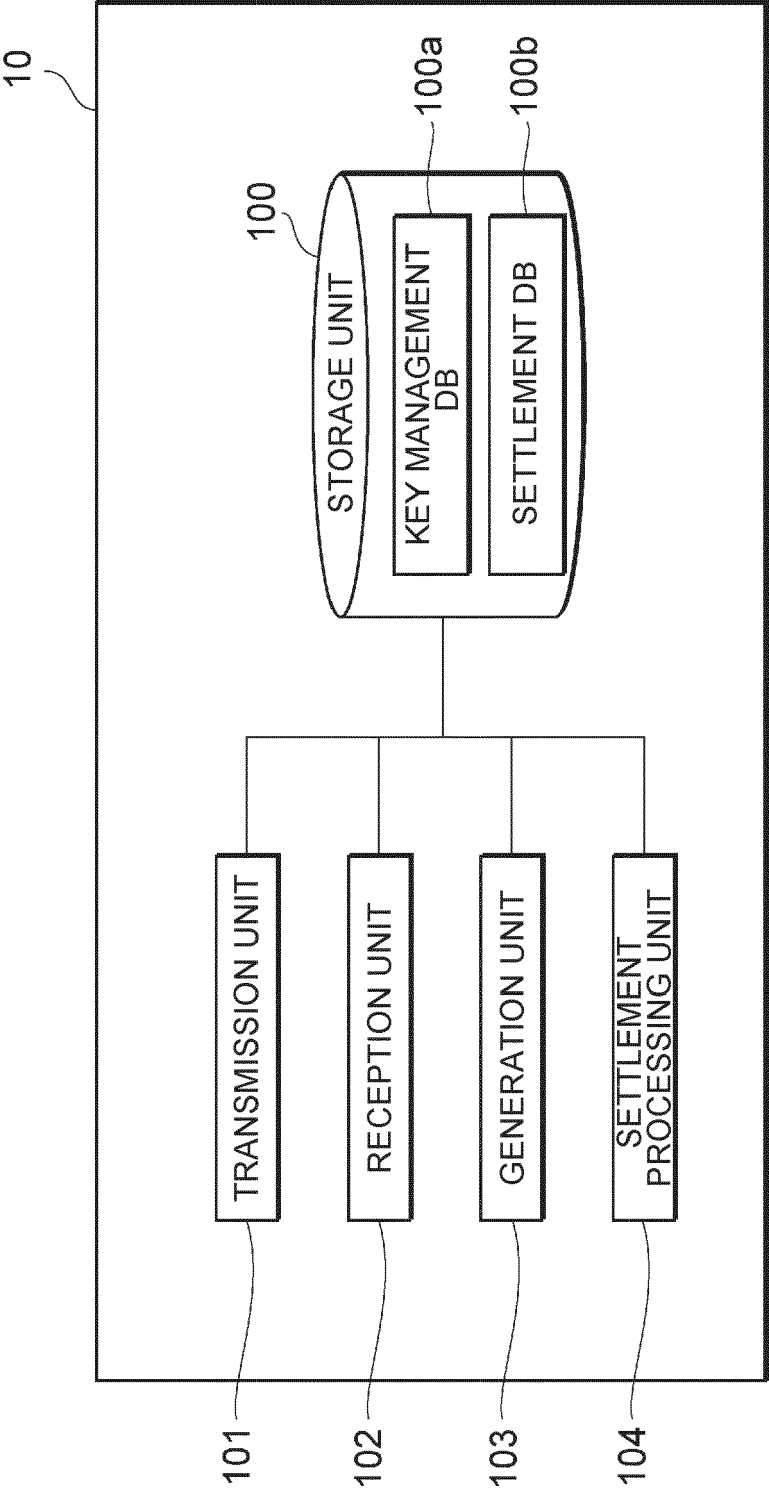 10
101
TRANSMISSION UNIT
102
RECEPTION UNIT
103
GENERATION UNIT
104
SETTLEMENT
PROCESSING UNIT
100
STORAGE UNIT
KEY MANAGEMENT
DB
100a
SETTLEMENT DB
100b